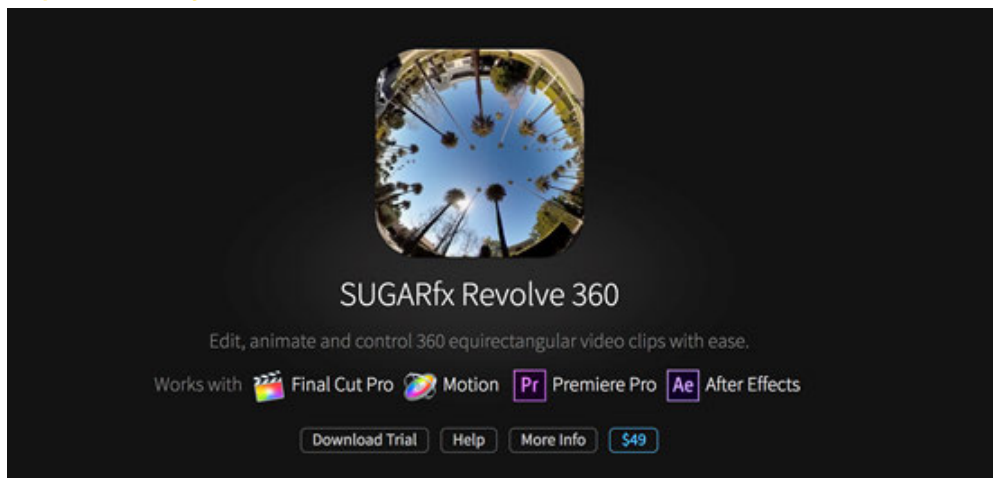 SUGARfx Revolve 360
Edit, animate and control 360 equirectangular video clips with ease.
Works with Final Cut Pro Motion Pr Premiere Pro Ae After Effects
Download Trial Help More Info $49